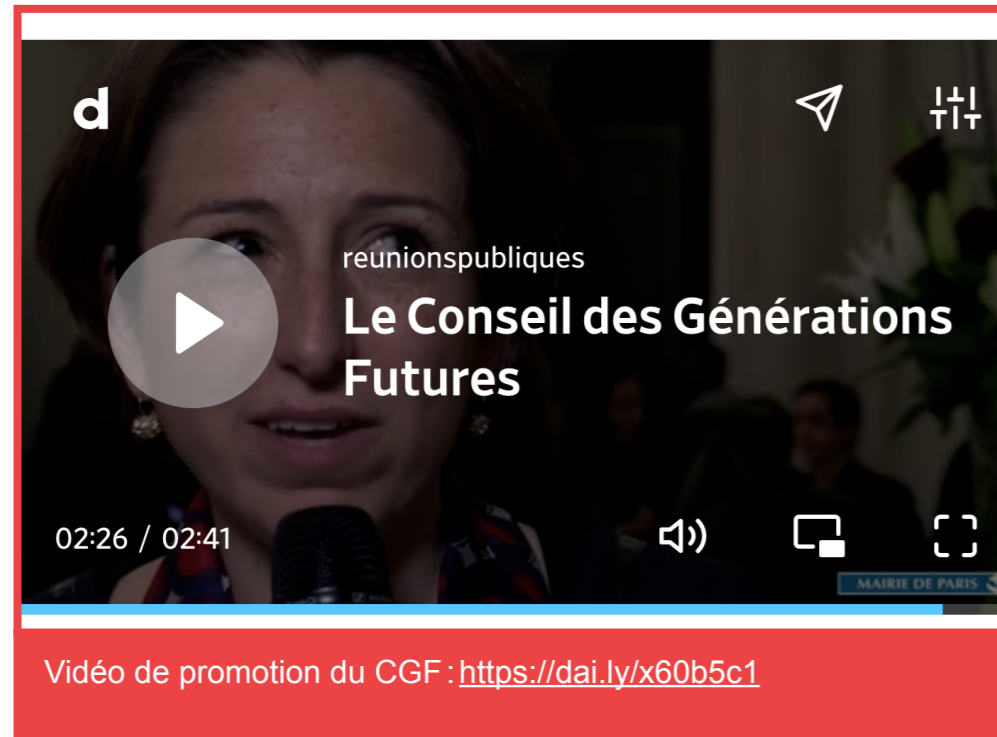 d
reunionspubliques
Le Conseil des Générations
Futures
02:26 / 02:41
MAIRIE DE PARIS
Vidéo de promotion du CGF : https://dai.ly/x60b5c1